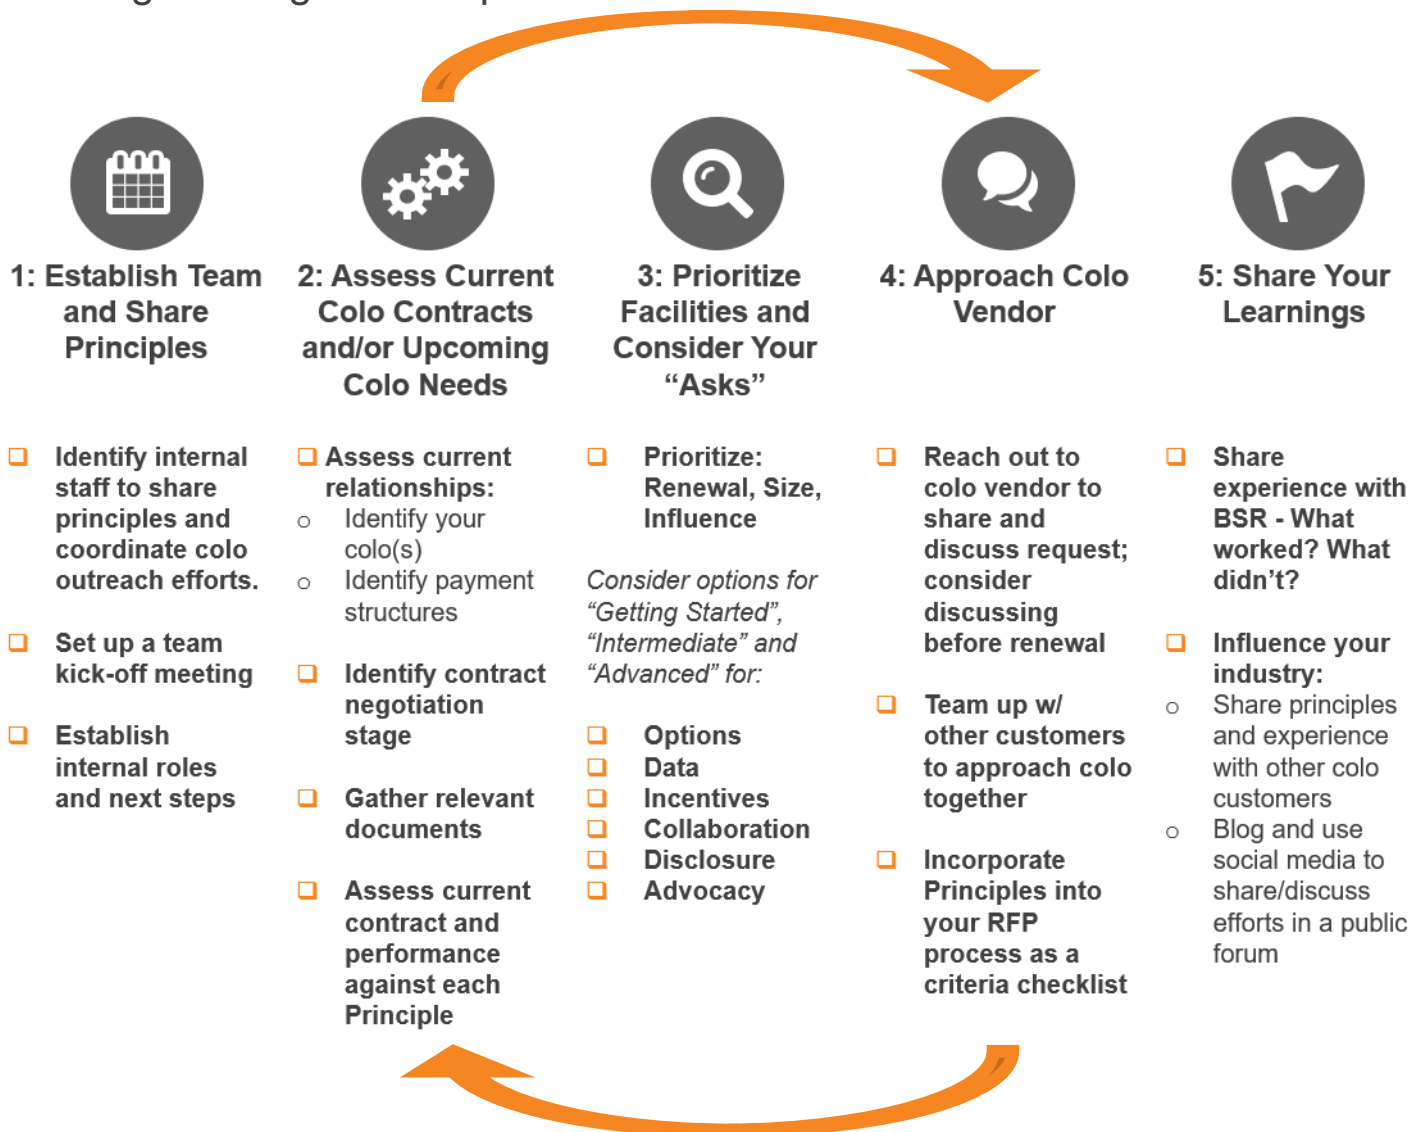 1: Establish Team
and Share
Principles
❑ Identify internal
staff to share
principles and
coordinate colo
outreach efforts.
❑ Set up a team
kick-off meeting
❑ Establish
internal roles
and next steps
2: Assess Current
Colo Contracts
and/or Upcoming
Colo Needs
❑ Assess current
relationships:
o Identify your
colo(s)
o Identify payment
structures
❑ Identify contract
negotiation
stage
❑ Gather relevant
documents
❑ Assess current
contract and
performance
against each
Principle
3: Prioritize
Facilities and
Consider Your
“Asks”
❑ Prioritize:
Renewal, Size,
Influence
Consider options for
“Getting Started”,
“Intermediate” and
“Advanced” for:
❑ Options
❑ Data
❑ Incentives
❑ Collaboration
❑ Disclosure
❑ Advocacy
4: Approach Colo
Vendor
❑ Reach out to
colo vendor to
share and
discuss request;
consider
discussing
before renewal
❑ Team up w/
other customers
to approach colo
together
❑ Incorporate
Principles into
your RFP
process as a
criteria checklist
5: Share Your
Learnings
❑ Share
experience with
BSR - What
worked? What
didn’t?
❑ Influence your
industry:
o Share principles
and experience
with other colo
customers
o Blog and use
social media to
share/discuss
efforts in a public
forum